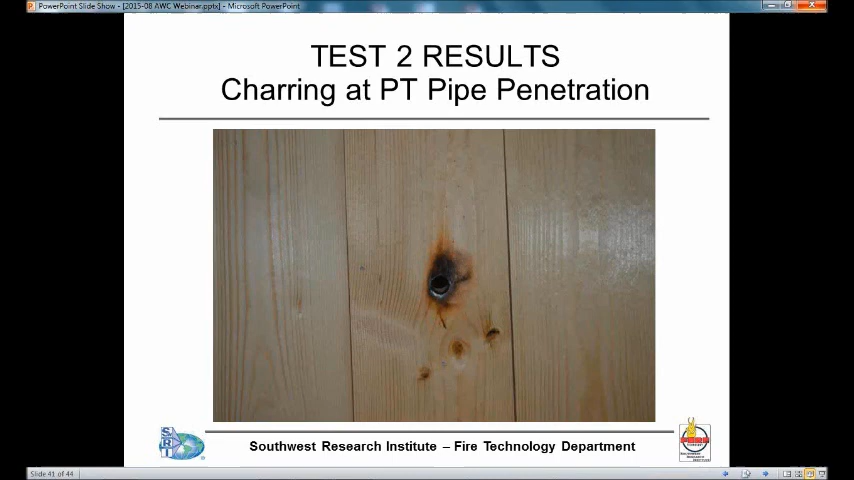 PowerPoint Slide Show - [2015-08 AWC Webinar.pptx] - Microsoft PowerPoint
TEST 2 RESULTS
Charring at PT Pipe Penetration
SRI
Southwest Research Institute – Fire Technology Department
Slide 41 of 44